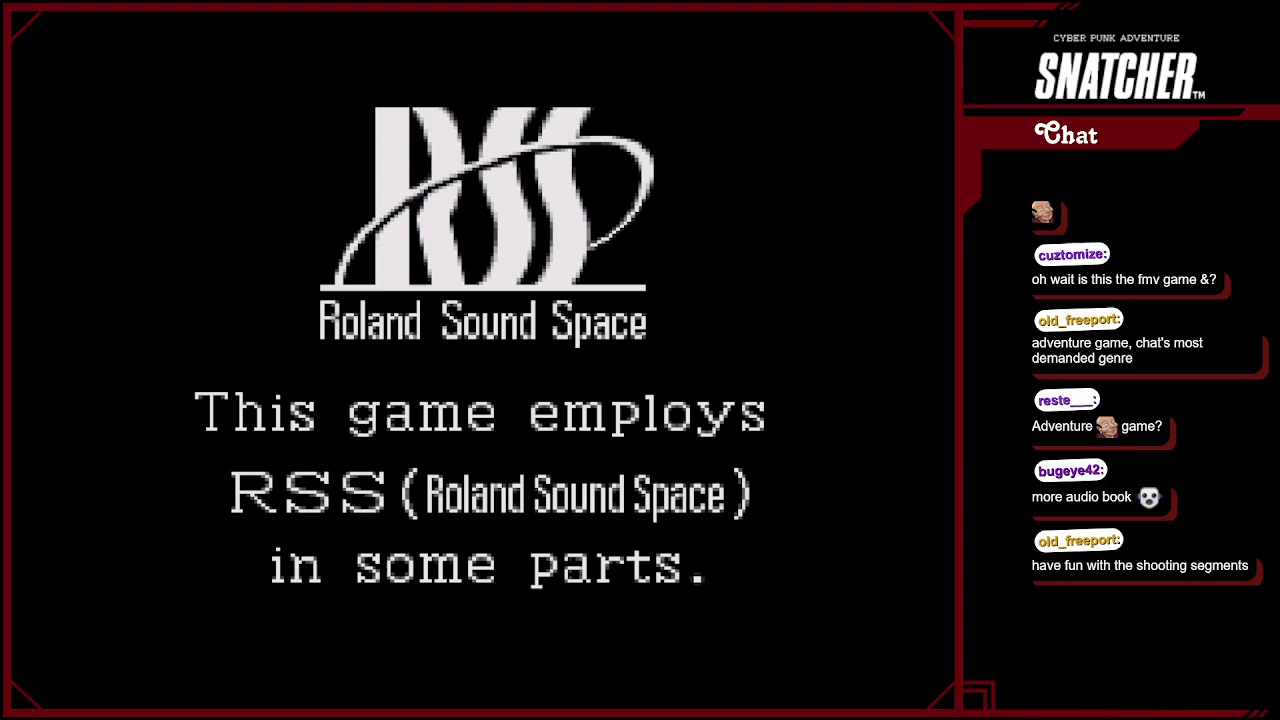 RSS
Roland Sound Space
This game employs
RSS(Roland Sound Space)
in some parts.
CYBER PUNK ADVENTURE
SNATCHER™
Chat
cuztomize:
oh wait is this the fmv game &?
old_freeport:
adventure game, chat's most
demanded genre
reste___:
Adventure game?
bugeye42:
more audio book
old_freeport:
have fun with the shooting segments